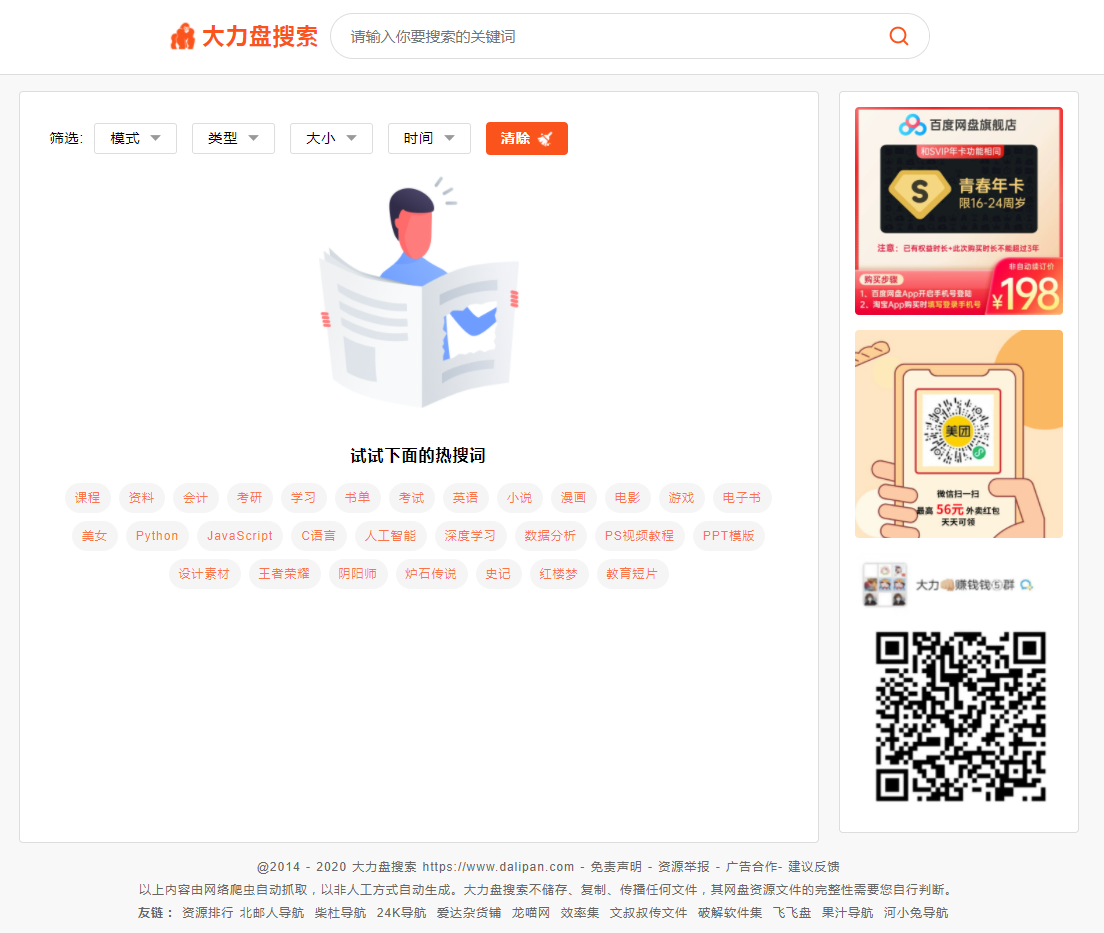 大力盘搜索
请输入你要搜索的关键词
筛选: 模式 类型 大小 时间 清除
试试下面的热搜词
课程 资料 会计 考研 学习 书单 考试 英语 小说 漫画 电影 游戏 电子书
美女 Python JavaScript C语言 人工智能 深度学习 数据分析 PS视频教程 PPT模版
设计素材 王者荣耀 阴阳师 炉石传说 史记 红楼梦 教育短片
百度网盘旗舰店
和SVIP年卡功能相同
S
青春年卡
限16-24周岁
注意：已有权益时长+此次购买时长不能超过3年
非自动续订价
购买步骤
¥198
1、百度网盘App开启手机号登陆
2、淘宝App购买时填写登录手机号
美团
微信扫一扫
最高 56元 外卖红包
天天可领
大力👊🏼赚钱钱⑤群
@2014 - 2020 大力盘搜索 https://www.dalipan.com - 免责声明 - 资源举报 - 广告合作- 建议反馈
以上内容由网络爬虫自动抓取，以非人工方式自动生成。大力盘搜索不储存、复制、传播任何文件，其网盘资源文件的完整性需要您自行判断。
友链： 资源排行 北邮人导航 柴杜导航 24K导航 爱达杂货铺 龙喵网 效率集 文叔叔传文件 破解软件集 飞飞盘 果汁导航 河小兔导航